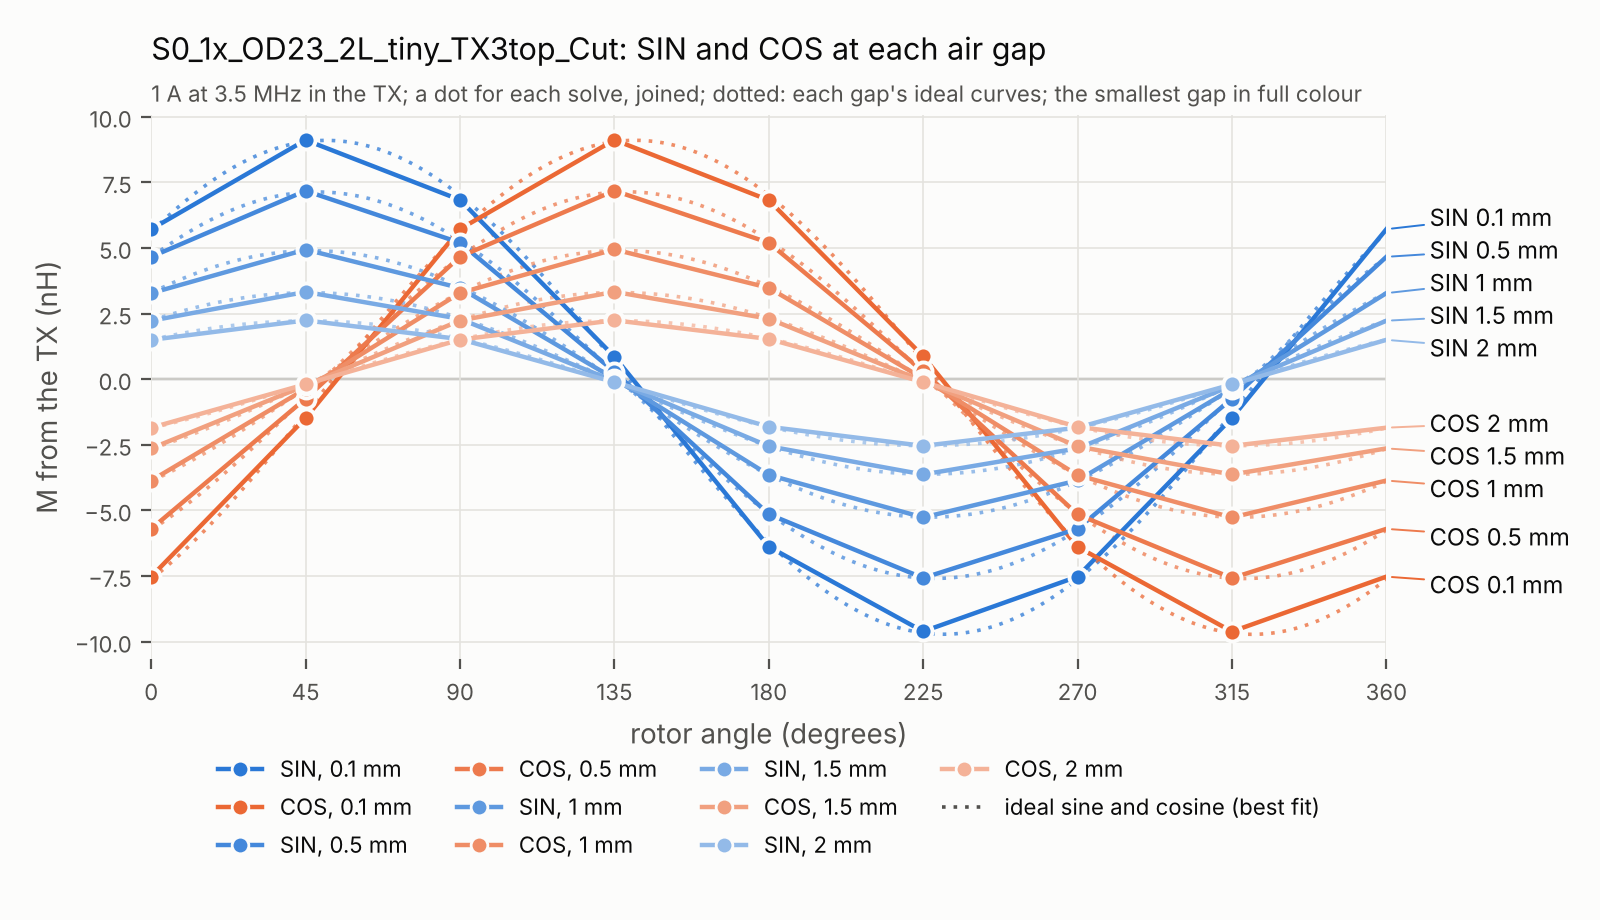 S0_1x_OD23_2L_tiny_TX3top_Cut: SIN and COS at each air gap
1 A at 3.5 MHz in the TX; a dot for each solve, joined; dotted: each gap's ideal curves; the smallest gap in full colour
M from the TX (nH)
10.0
7.5
5.0
2.5
0.0
−2.5
−5.0
−7.5
−10.0
SIN 0.1 mm
SIN 0.5 mm
SIN 1 mm
SIN 1.5 mm
SIN 2 mm
COS 2 mm
COS 1.5 mm
COS 1 mm
COS 0.5 mm
COS 0.1 mm
0 45 90 135 180 225 270 315 360
rotor angle (degrees)
SIN, 0.1 mm COS, 0.5 mm SIN, 1.5 mm COS, 2 mm
COS, 0.1 mm SIN, 1 mm COS, 1.5 mm ideal sine and cosine (best fit)
SIN, 0.5 mm COS, 1 mm SIN, 2 mm